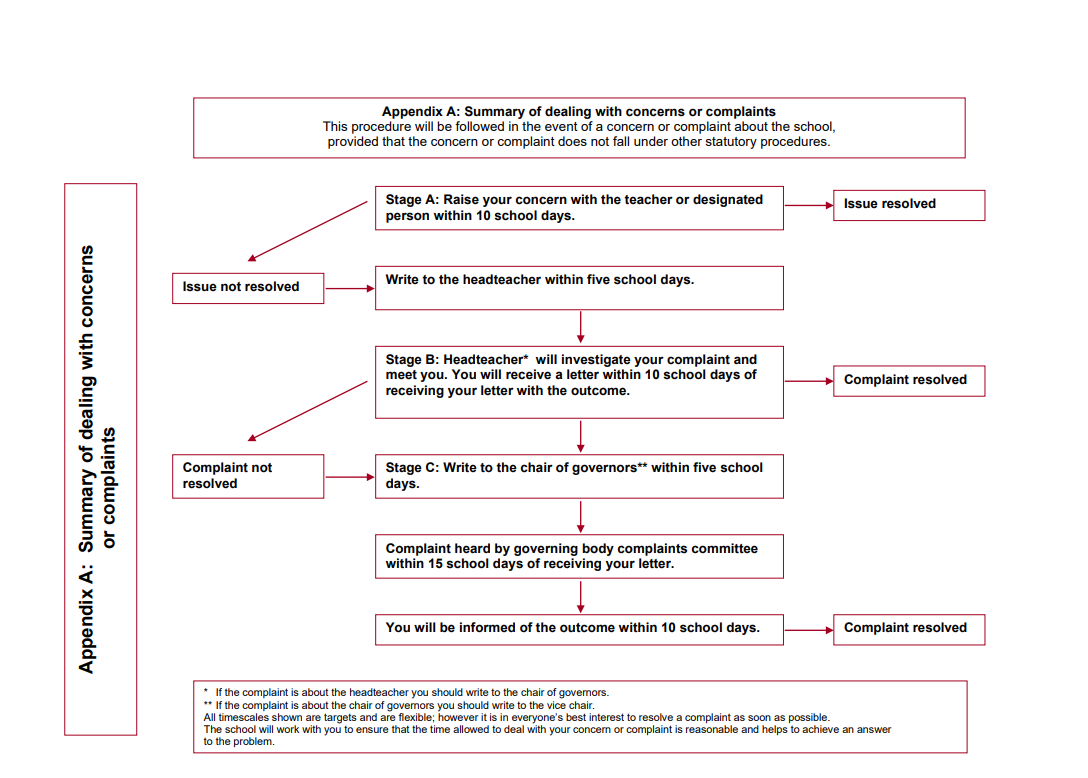 Appendix A: Summary of dealing with concerns or complaints
This procedure will be followed in the event of a concern or complaint about the school,
provided that the concern or complaint does not fall under other statutory procedures.
Appendix A: Summary of dealing with concerns
or complaints
Stage A: Raise your concern with the teacher or designated
person within 10 school days.
Issue resolved
Issue not resolved
Write to the headteacher within five school days.
Stage B: Headteacher* will investigate your complaint and
meet you. You will receive a letter within 10 school days of
receiving your letter with the outcome.
Complaint resolved
Complaint not
resolved
Stage C: Write to the chair of governors** within five school
days.
Complaint heard by governing body complaints committee
within 15 school days of receiving your letter.
You will be informed of the outcome within 10 school days.
Complaint resolved
* If the complaint is about the headteacher you should write to the chair of governors.
** If the complaint is about the chair of governors you should write to the vice chair.
All timescales shown are targets and are flexible; however it is in everyone's best interest to resolve a complaint as soon as possible.
The school will work with you to ensure that the time allowed to deal with your concern or complaint is reasonable and helps to achieve an answer
to the problem.